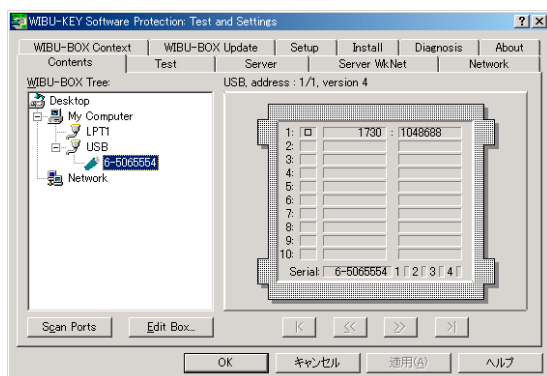 WIBU-KEY Software Protection: Test and Settings
WIBU-BOX Context WIBU-BOX Update Setup Install Diagnosis About
Contents Test Server Server WkNet Network
WIBU-BOX Tree:
USB, address : 1/1, version 4
Desktop
My Computer
LPT1
USB
6-5065554
Network
1: 1730 : 1048688
2:
3:
4:
5:
6:
7:
8:
9:
10:
Serial: 6-5065554 1 2 3 4
Scan Ports Edit Box...
OK キャンセル 適用(A) ヘルプ